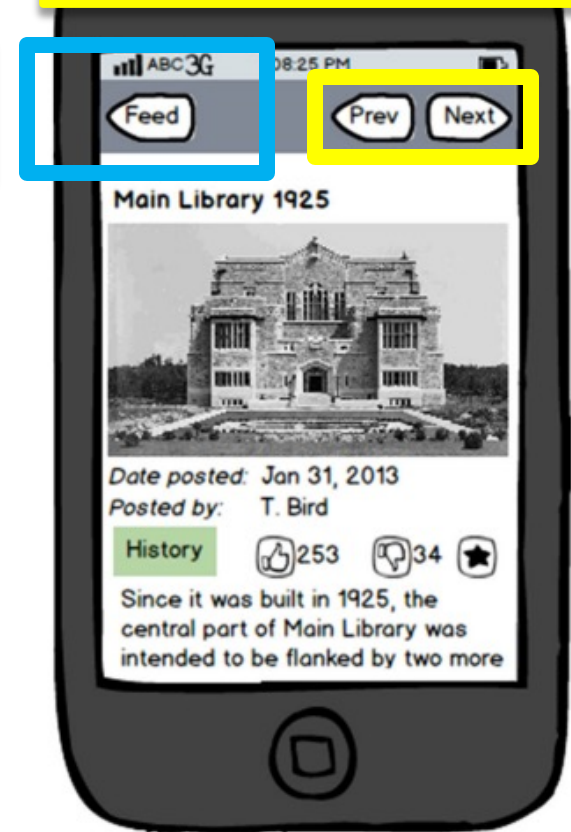 ABC 3G 08:25 PM
Feed Prev Next
Main Library 1925
Date posted: Jan 31, 2013
Posted by: T. Bird
History 253 34
Since it was built in 1925, the
central part of Main Library was
intended to be flanked by two more